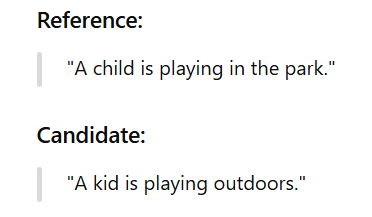 Reference:
"A child is playing in the park."
Candidate:
"A kid is playing outdoors."